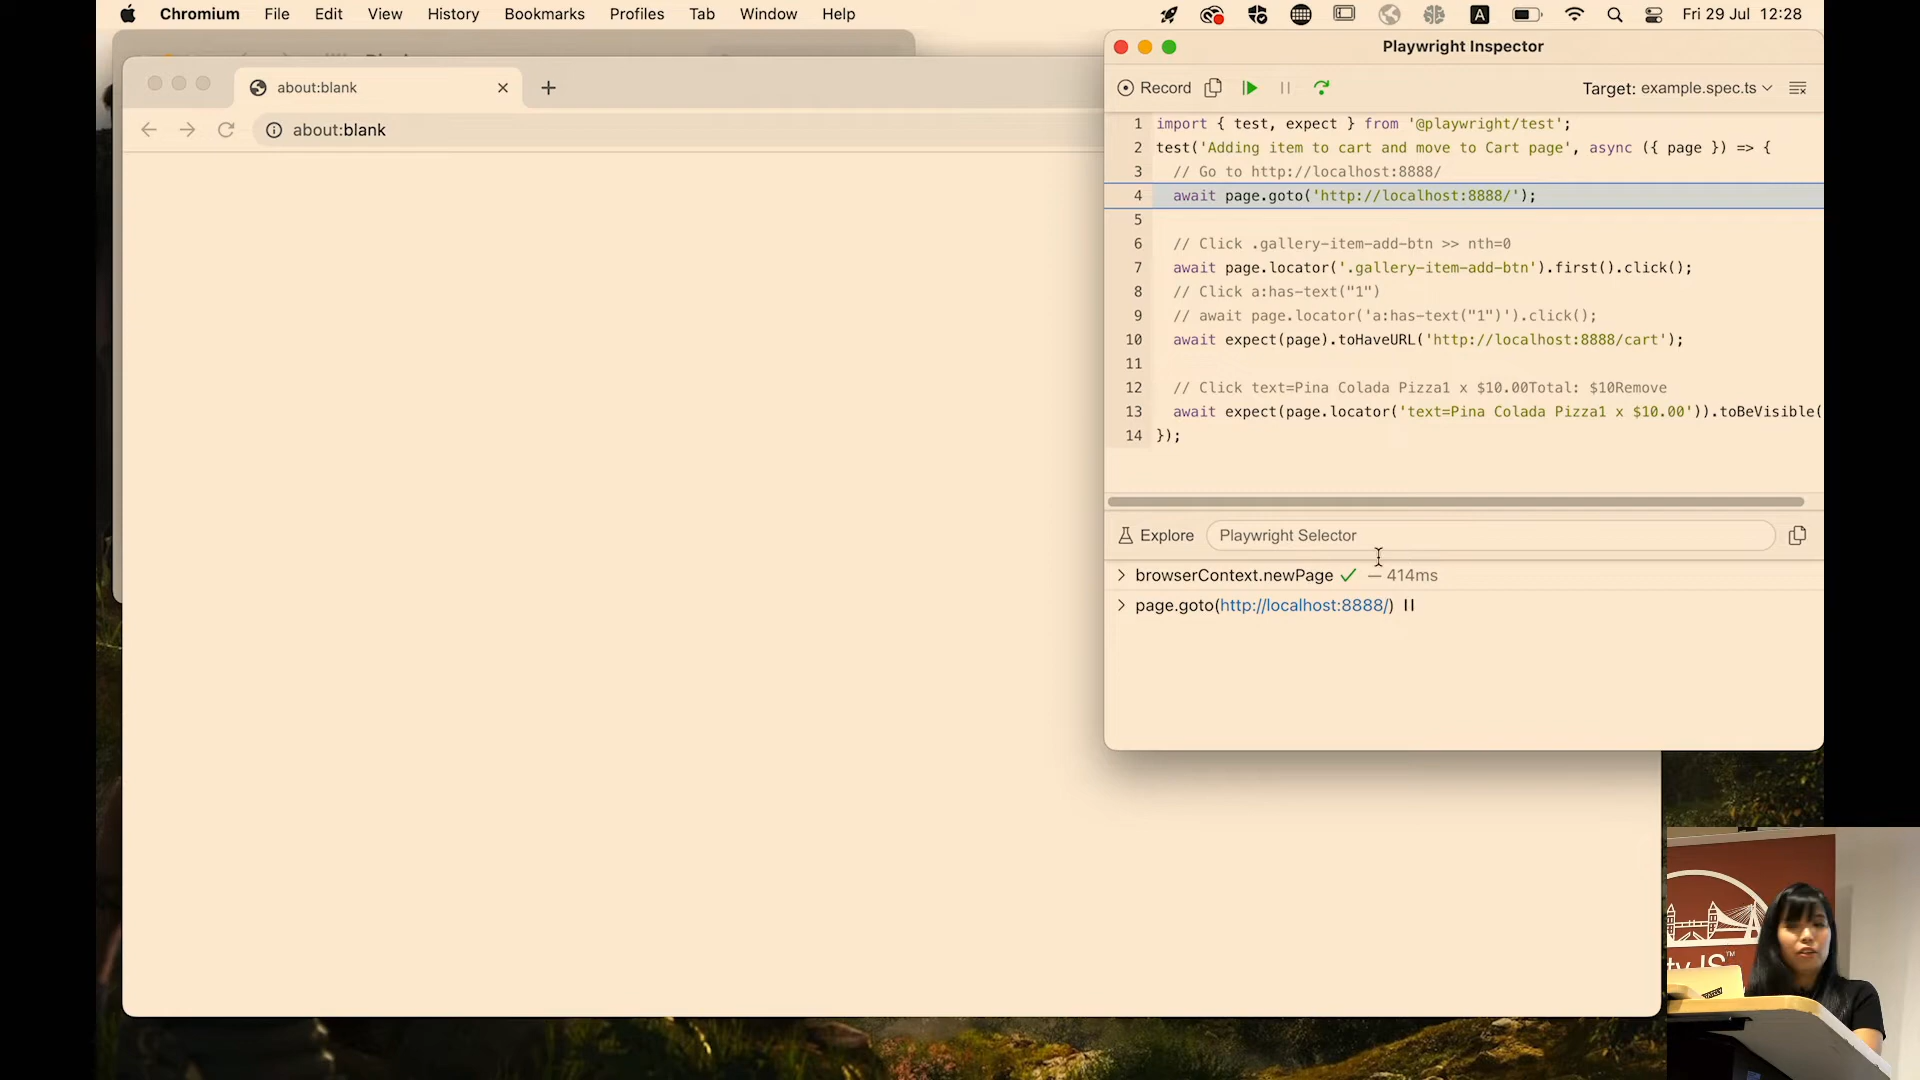 Chromium File Edit View History Bookmarks Profiles Tab Window Help
A
Fri 29 Jul 12:28
about:blank
about:blank
Playwright Inspector
Record
Target: example.spec.ts
1 import { test, expect } from '@playwright/test';
2 test('Adding item to cart and move to Cart page', async ({ page }) => {
3 // Go to http://localhost:8888/
4 await page.goto('http://localhost:8888/');
5
6 // Click .gallery-item-add-btn >> nth=0
7 await page.locator('.gallery-item-add-btn').first().click();
8 // Click a:has-text("1")
9 // await page.locator('a:has-text("1")').click();
10 await expect(page).toHaveURL('http://localhost:8888/cart');
11
12 // Click text=Pina Colada Pizza1 x $10.00Total: $10Remove
13 await expect(page.locator('text=Pina Colada Pizza1 x $10.00')).toBeVisible(
14 });
Explore
Playwright Selector
browserContext.newPage ✓ — 414ms
page.goto(http://localhost:8888/)
ty JS™